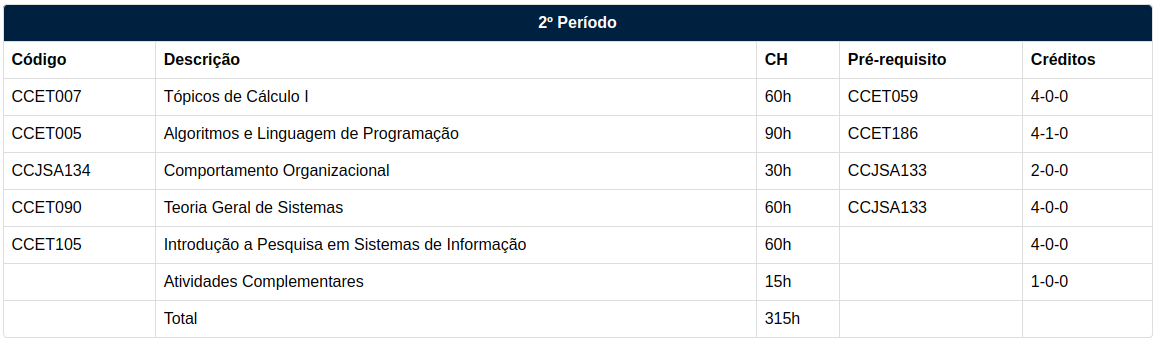 2º Período
Código Descrição CH Pré-requisito Créditos
CCET007 Tópicos de Cálculo I 60h CCET059 4-0-0
CCET005 Algoritmos e Linguagem de Programação 90h CCET186 4-1-0
CCJSA134 Comportamento Organizacional 30h CCJSA133 2-0-0
CCET090 Teoria Geral de Sistemas 60h CCJSA133 4-0-0
CCET105 Introdução a Pesquisa em Sistemas de Informação 60h 4-0-0
Atividades Complementares 15h 1-0-0
Total 315h